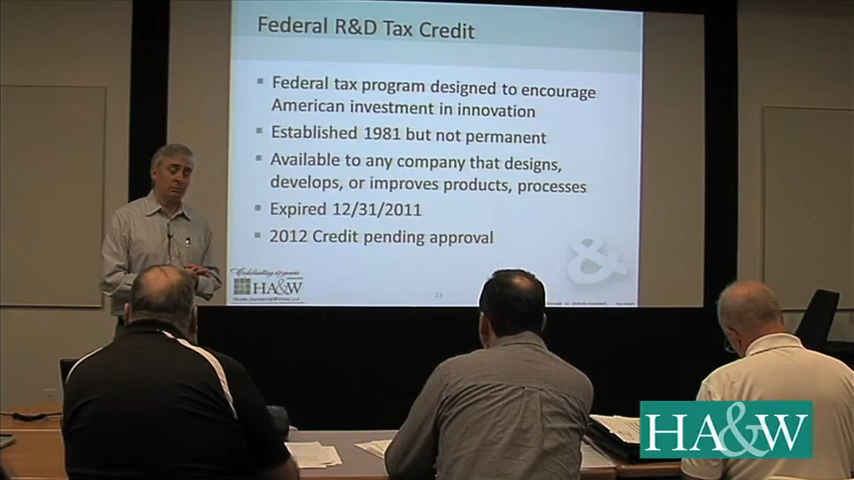 Federal R&D Tax Credit
Federal tax program designed to encourage
American investment in innovation
Established 1981 but not permanent
Available to any company that designs,
develops, or improves products, processes
Expired 12/31/2011
2012 Credit pending approval
HA&W
HA&W